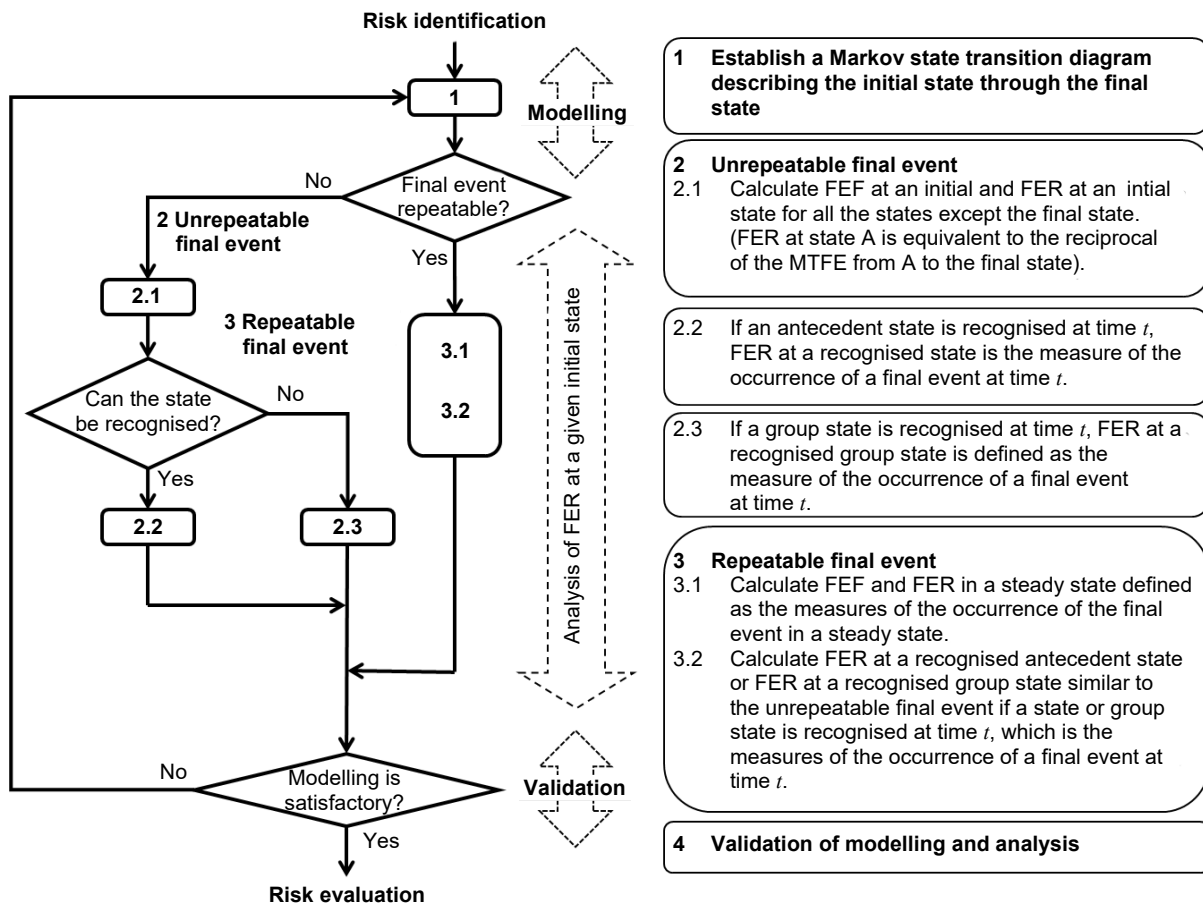 Risk identification
1
Modelling
Final event
repeatable?
No
Yes
2 Unrepeatable
final event
2.1
3 Repeatable
final event
3.1
3.2
Can the state
be recognised?
No
Yes
2.2
2.3
Analysis of FER at a given initial state
Modelling is
satisfactory?
No
Yes
Validation
Risk evaluation
1 Establish a Markov state transition diagram
describing the initial state through the final
state
2 Unrepeatable final event
2.1 Calculate FEF at an initial and FER at an intial
state for all the states except the final state.
(FER at state A is equivalent to the reciprocal
of the MTFE from A to the final state).
2.2 If an antecedent state is recognised at time t,
FER at a recognised state is the measure of the
occurrence of a final event at time t.
2.3 If a group state is recognised at time t, FER at a
recognised group state is defined as the
measure of the occurrence of a final event
at time t.
3 Repeatable final event
3.1 Calculate FEF and FER in a steady state defined
as the measures of the occurrence of the final
event in a steady state.
3.2 Calculate FER at a recognised antecedent state
or FER at a recognised group state similar to
the unrepeatable final event if a state or group
state is recognised at time t, which is the
measures of the occurrence of a final event at
time t.
4 Validation of modelling and analysis